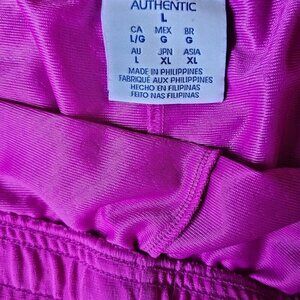 AUTHENTIC
L
CA MEX BR
L/G G G
AU JPN ASIA
L XL XL
MADE IN PHILIPPINES
FABRIQUÉ AUX PHILIPPINES
HECHO EN FILIPINAS
FEITO NAS FILIPINAS